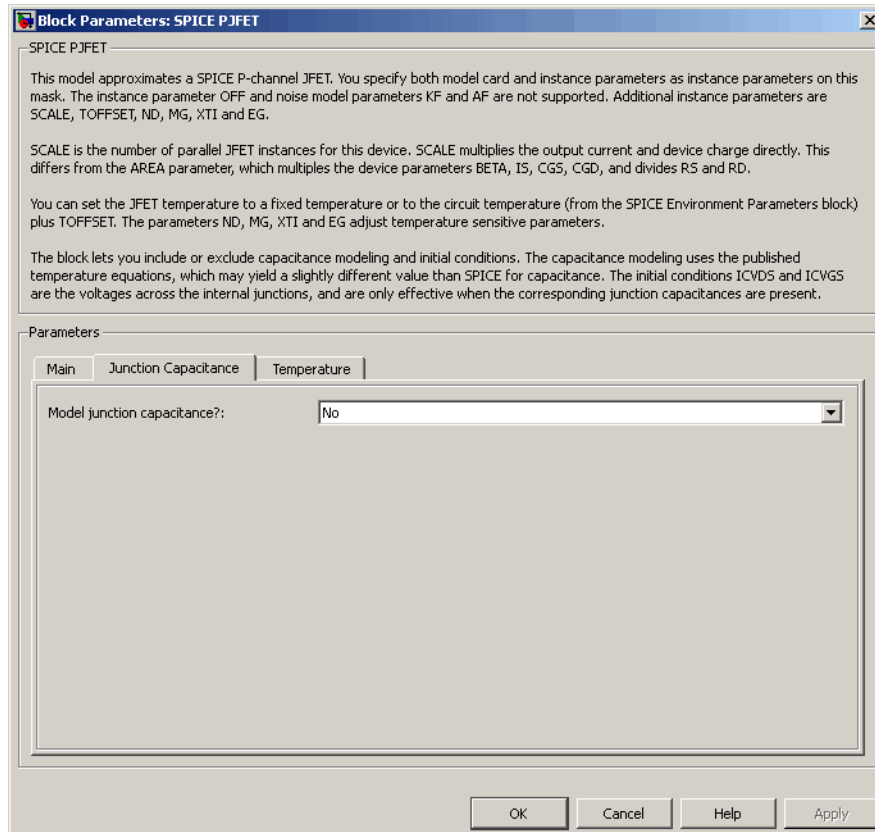 Block Parameters: SPICE PJFET
SPICE PJFET
This model approximates a SPICE P-channel JFET. You specify both model card and instance parameters as instance parameters on this
mask. The instance parameter OFF and noise model parameters KF and AF are not supported. Additional instance parameters are
SCALE, TOFFSET, ND, MG, XTI and EG.
SCALE is the number of parallel JFET instances for this device. SCALE multiplies the output current and device charge directly. This
differs from the AREA parameter, which multiples the device parameters BETA, IS, CGS, CGD, and divides RS and RD.
You can set the JFET temperature to a fixed temperature or to the circuit temperature (from the SPICE Environment Parameters block)
plus TOFFSET. The parameters ND, MG, XTI and EG adjust temperature sensitive parameters.
The block lets you include or exclude capacitance modeling and initial conditions. The capacitance modeling uses the published
temperature equations, which may yield a slightly different value than SPICE for capacitance. The initial conditions ICVDS and ICVGS
are the voltages across the internal junctions, and are only effective when the corresponding junction capacitances are present.
Parameters
Main Junction Capacitance Temperature
Model junction capacitance?: No
OK Cancel Help Apply